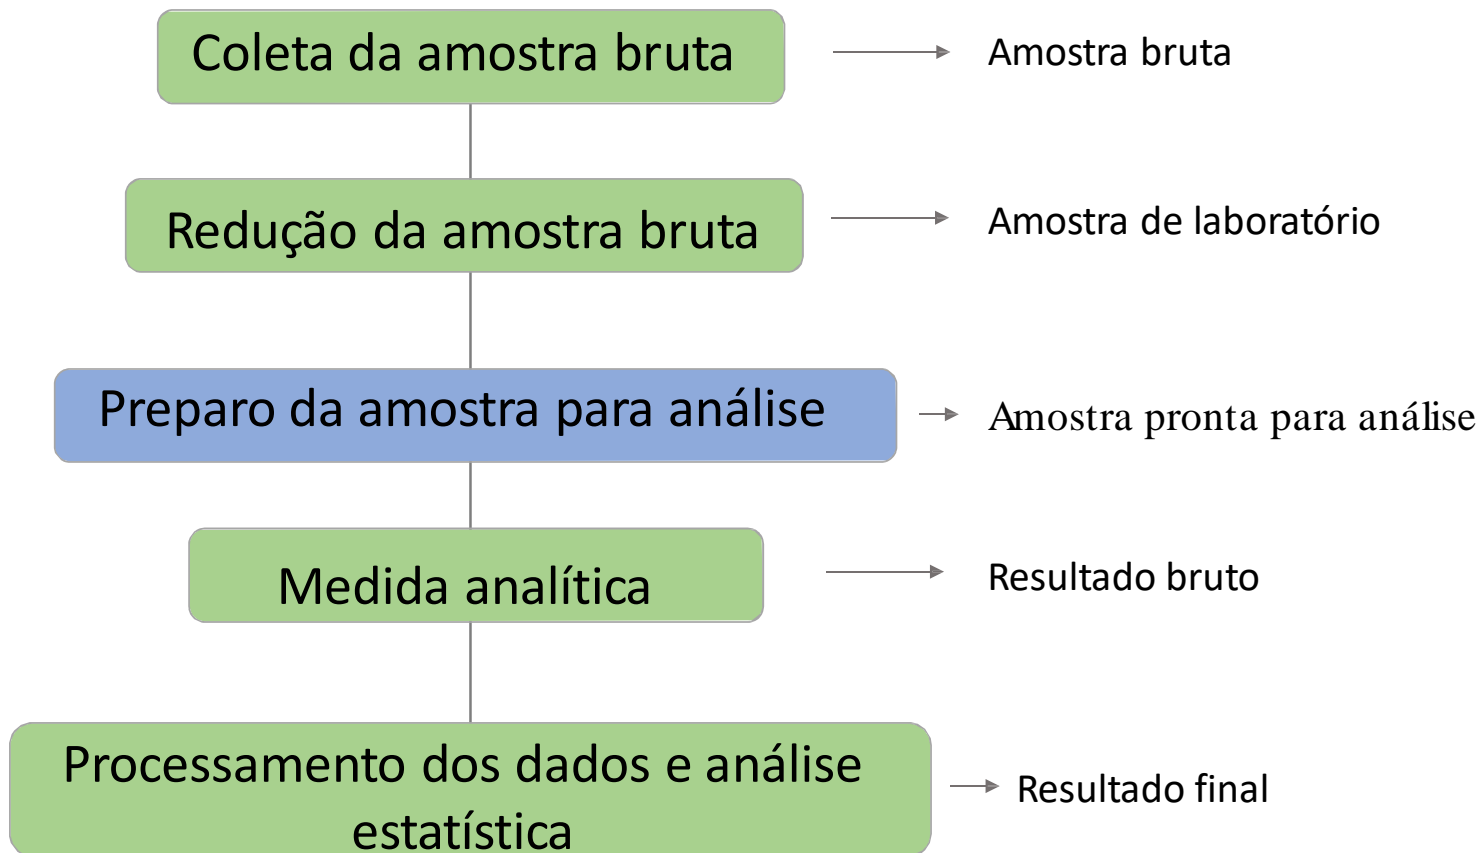 Coleta da amostra bruta
Amostra bruta
Redução da amostra bruta
Amostra de laboratório
Preparo da amostra para análise
Amostra pronta para análise
Medida analítica
Resultado bruto
Processamento dos dados e análise
estatística
Resultado final